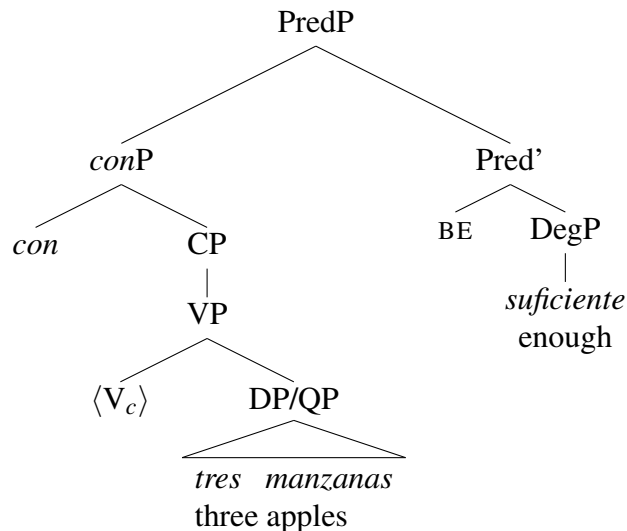 PredP
conP Pred’
con CP BE DegP
VP suficiente
enough
⟨Vc⟩ DP/QP
tres manzanas
three apples